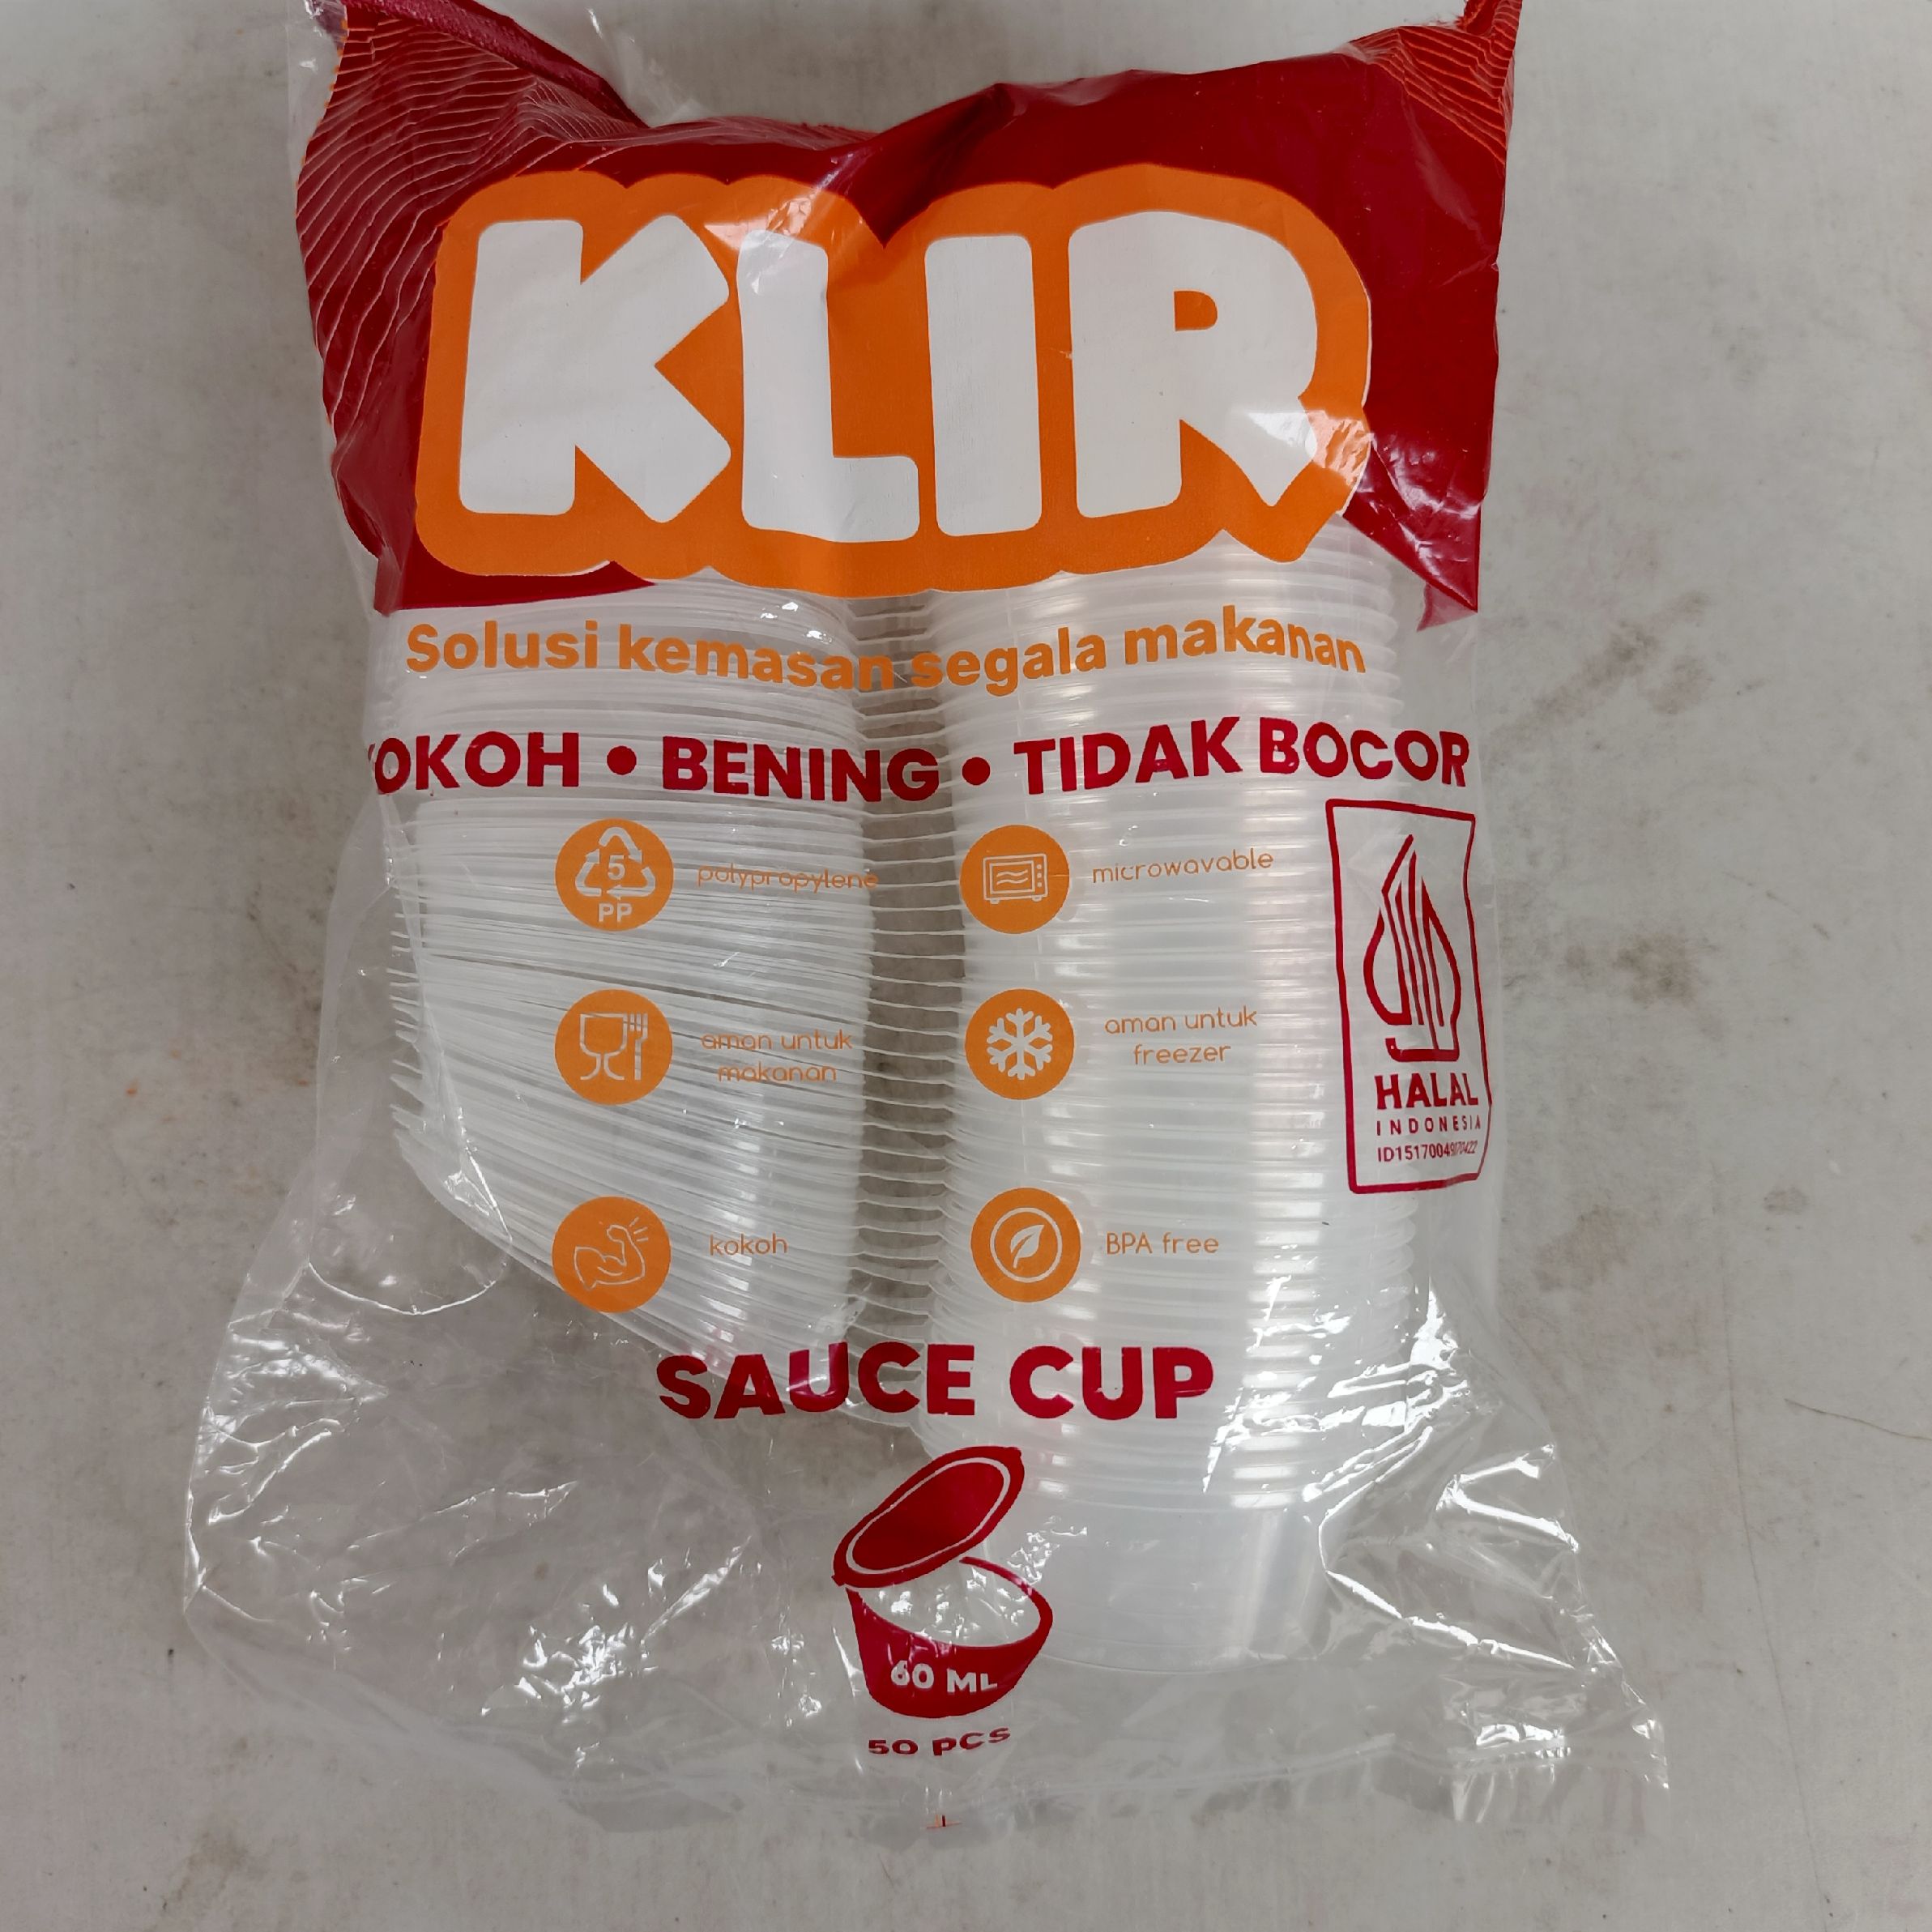 KLIR
Solusi kemasan segala makanan
KOKOH • BENING • TIDAK BOCOR
5
PP
polypropylene
microwavable
aman untuk
makanan
aman untuk
freezer
HALAL
INDONESIA
kokoh
BPA free
SAUCE CUP
60 ML
50 PCS